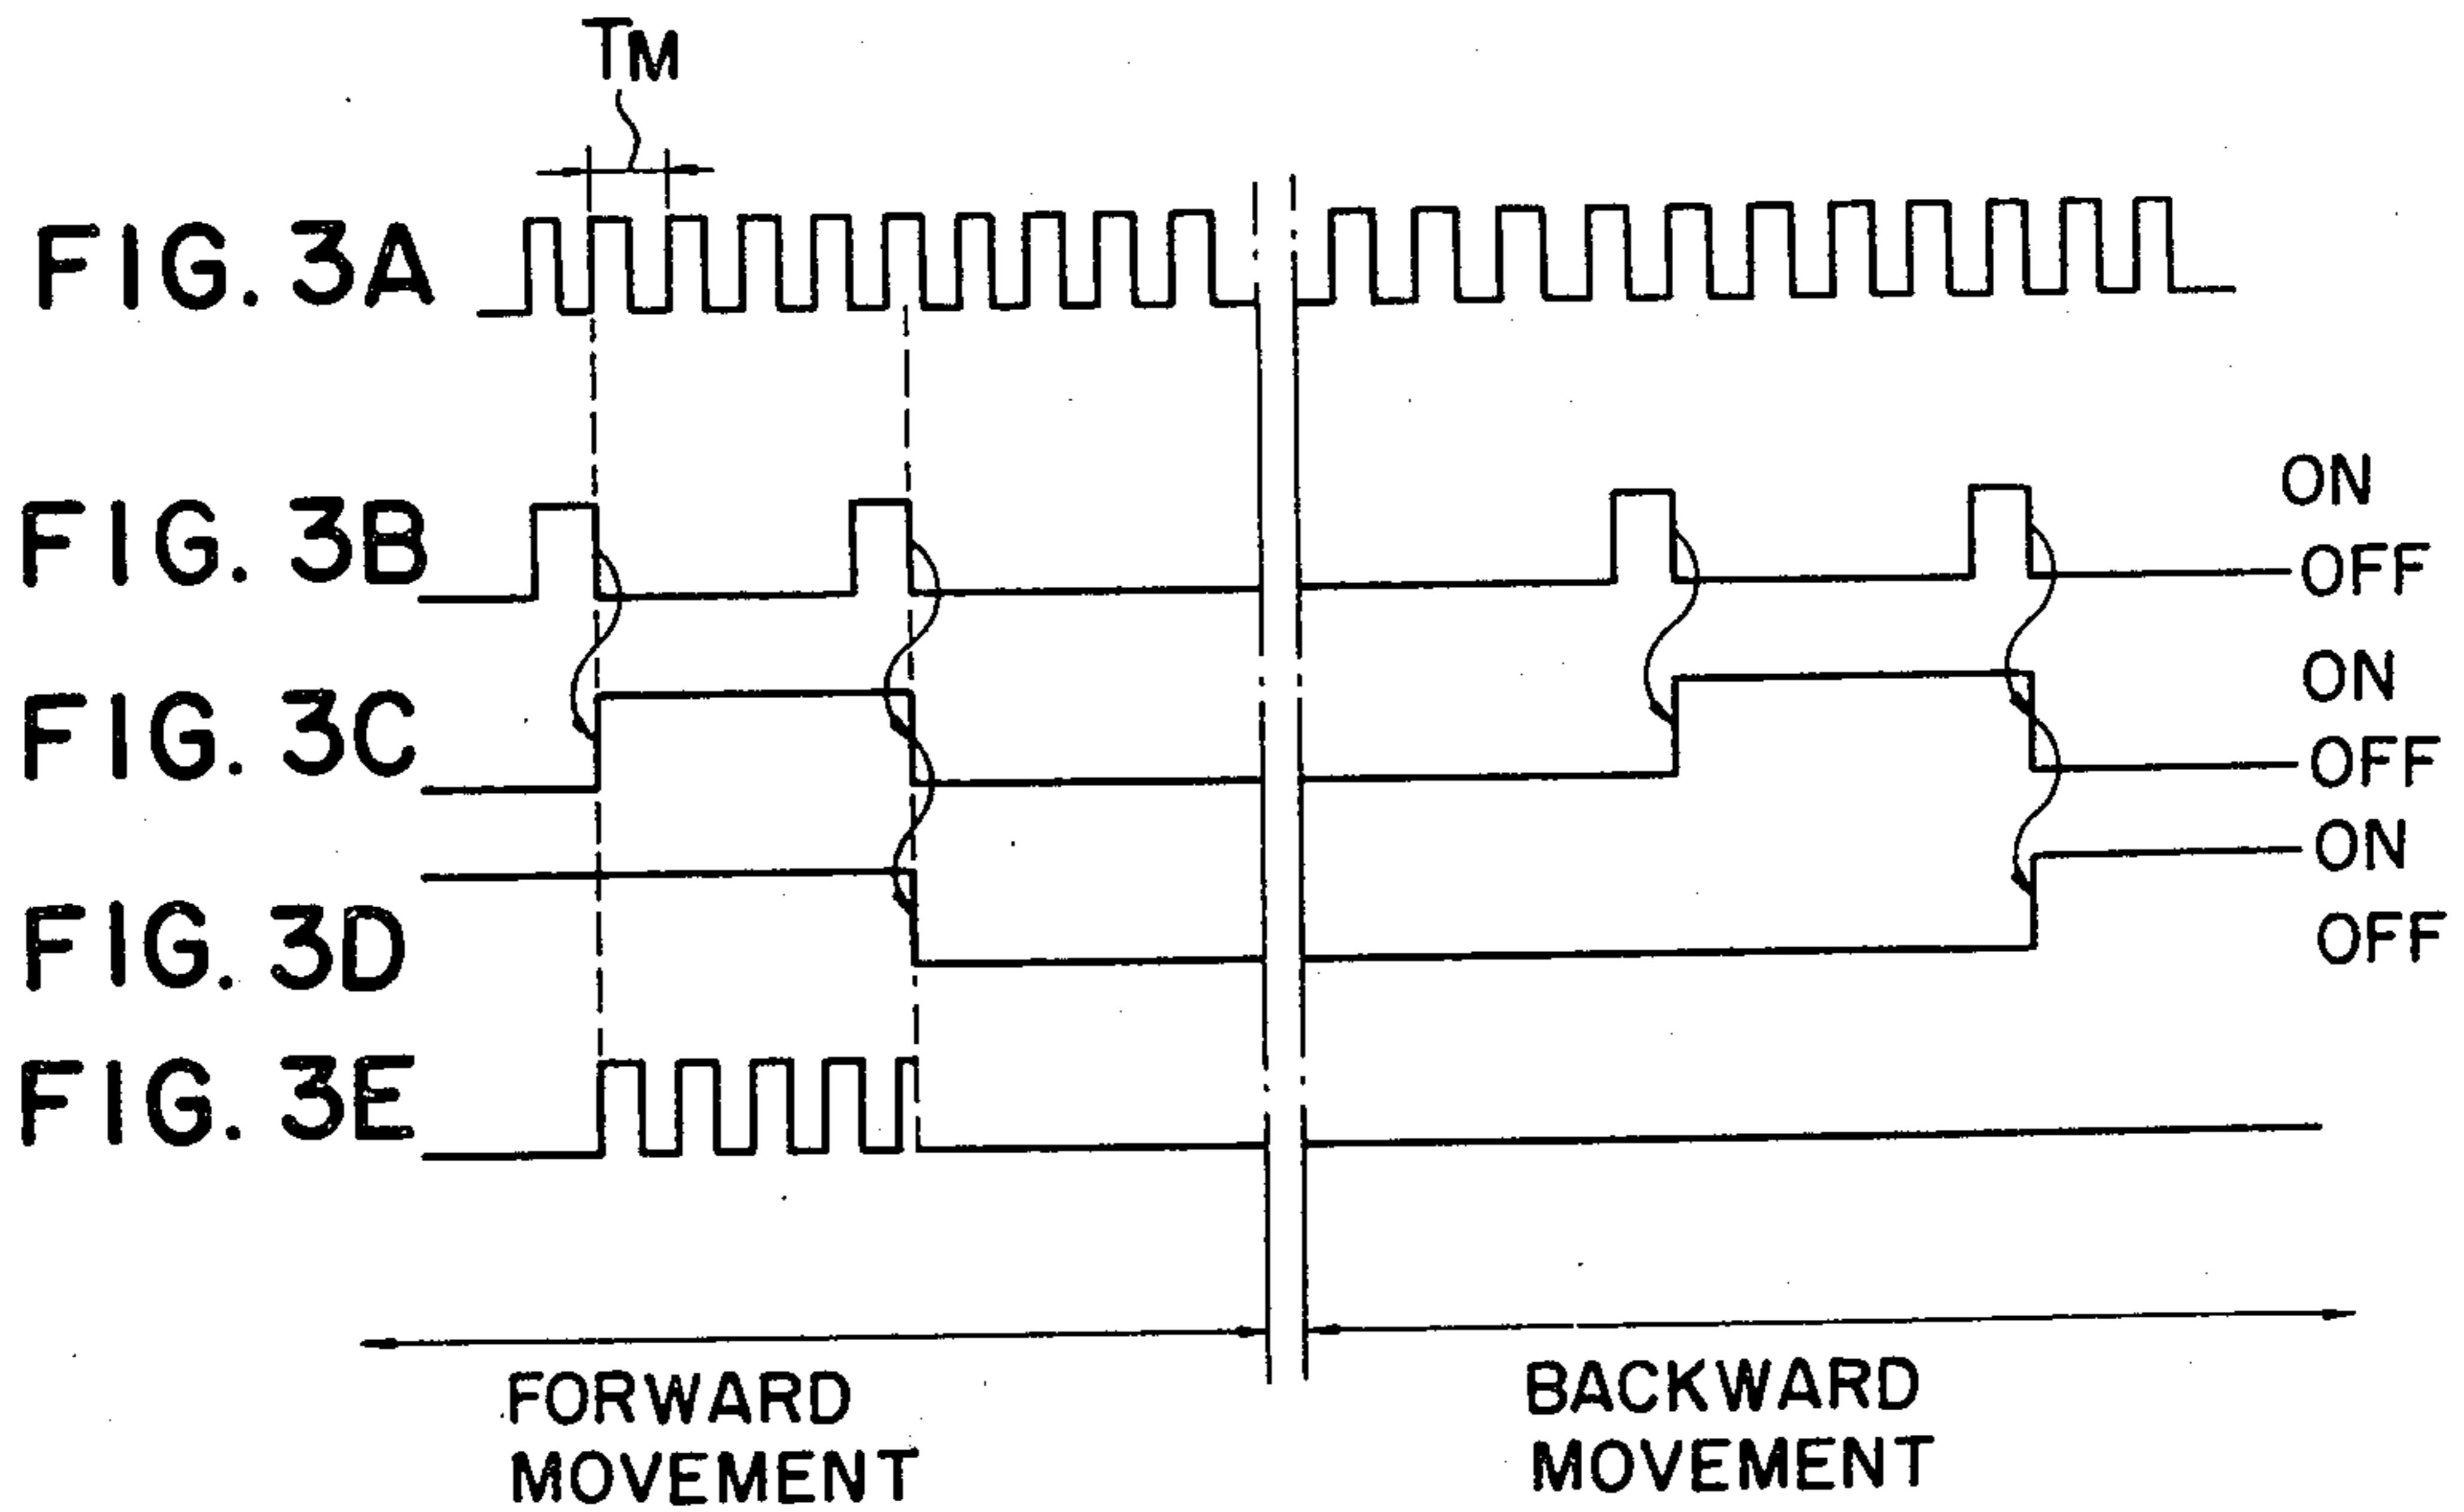 TM
FIG. 3A
FIG. 3B
ON
OFF
FIG. 3C
ON
OFF
FIG. 3D
ON
OFF
FIG. 3E
FORWARD
MOVEMENT
BACKWARD
MOVEMENT